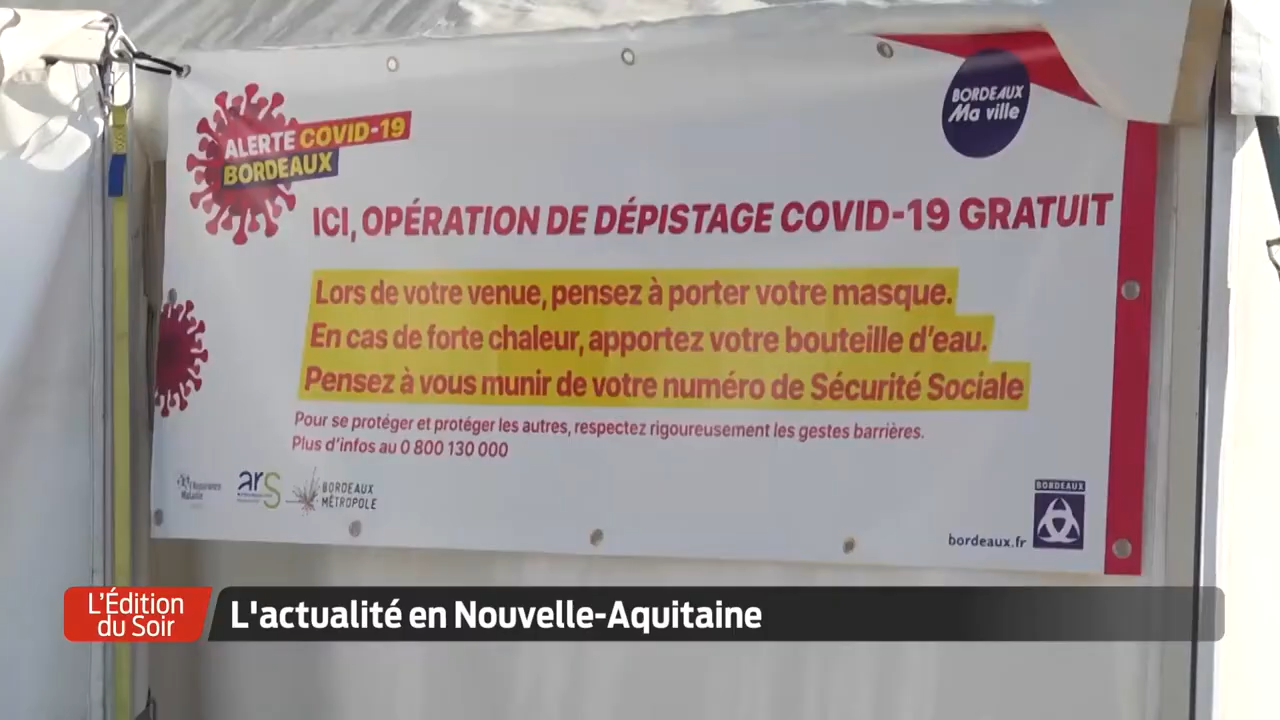 ALERTE COVID-19
BORDEAUX
BORDEAUX
Ma ville
ICI, OPÉRATION DE DÉPISTAGE COVID-19 GRATUIT
Lors de votre venue, pensez à porter votre masque.
En cas de forte chaleur, apportez votre bouteille d'eau.
Pensez à vous munir de votre numéro de Sécurité Sociale
Pour se protéger et protéger les autres, respectez rigoureusement les gestes barrières.
Plus d'infos au 0 800 130 000
ars
BORDEAUX
MÉTROPOLE
BORDEAUX
bordeaux.fr
L'Édition
du Soir
L'actualité en Nouvelle-Aquitaine